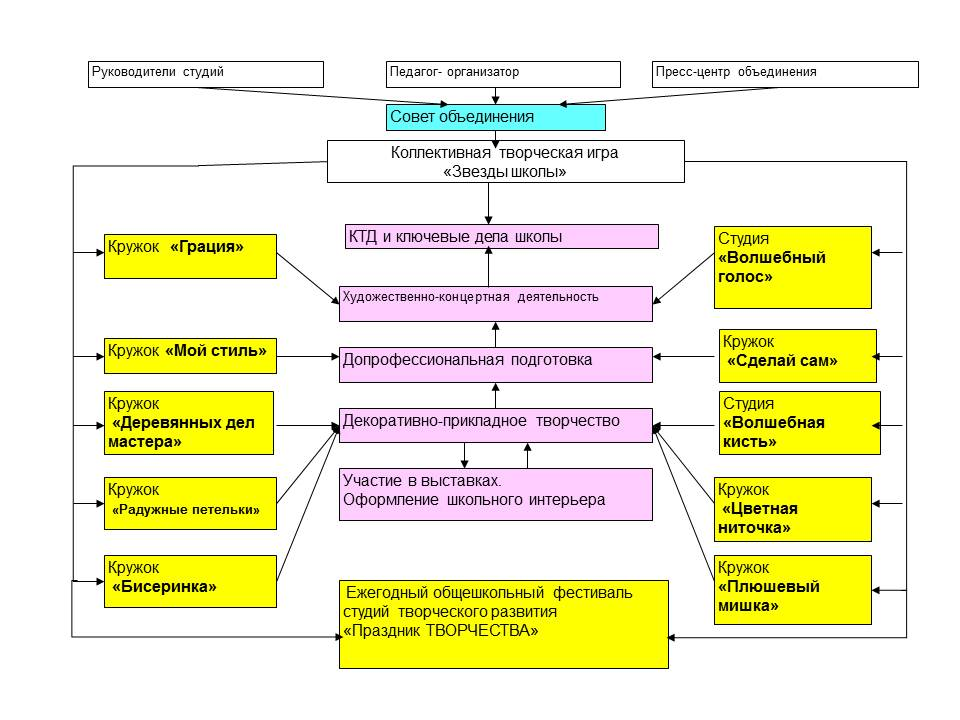 Руководители студий
Педагог- организатор
Пресс-центр объединения
Совет объединения
Коллективная творческая игра
«Звезды школы»
КТД и ключевые дела школы
Кружок «Грация»
Студия
«Волшебный
голос»
Художественно-концертная деятельность
Кружок «Мой стиль»
Допрофессиональная подготовка
Кружок
«Сделай сам»
Кружок
«Деревянных дел
мастера»
Декоративно-прикладное творчество
Студия
«Волшебная
кисть»
Участие в выставках.
Оформление школьного интерьера
Кружок
«Радужные петельки»
Кружок
«Цветная
ниточка»
Кружок
«Бисеринка»
Кружок
«Плюшевый
мишка»
Ежегодный общешкольный фестиваль
студий творческого развития
«Праздник ТВОРЧЕСТВА»